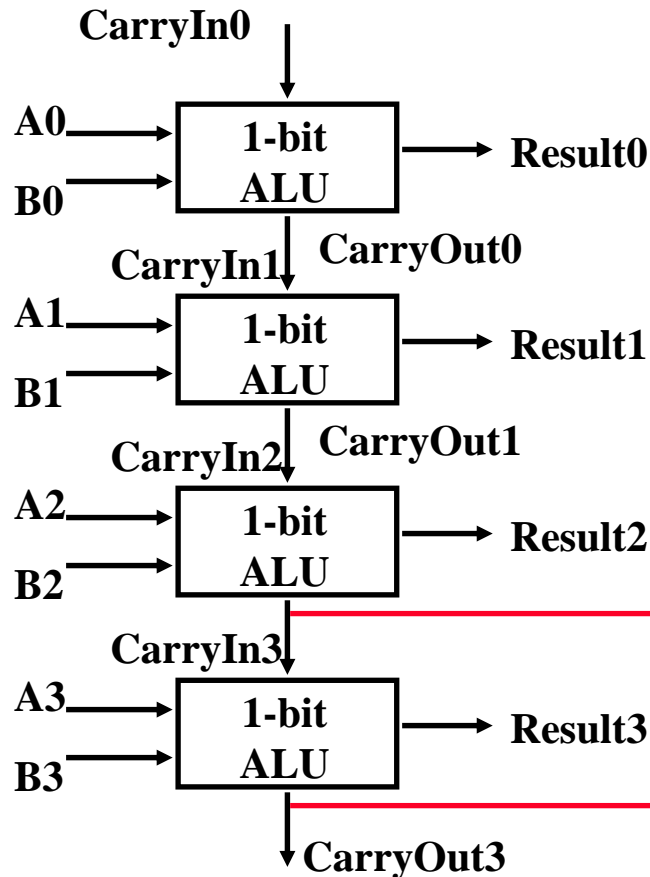 CarryIn0
A0
1-bit
ALU
Result0
B0
CarryOut0
CarryIn1
A1
1-bit
ALU
Result1
B1
CarryOut1
CarryIn2
A2
1-bit
ALU
Result2
B2
CarryIn3
A3
1-bit
ALU
Result3
B3
CarryOut3